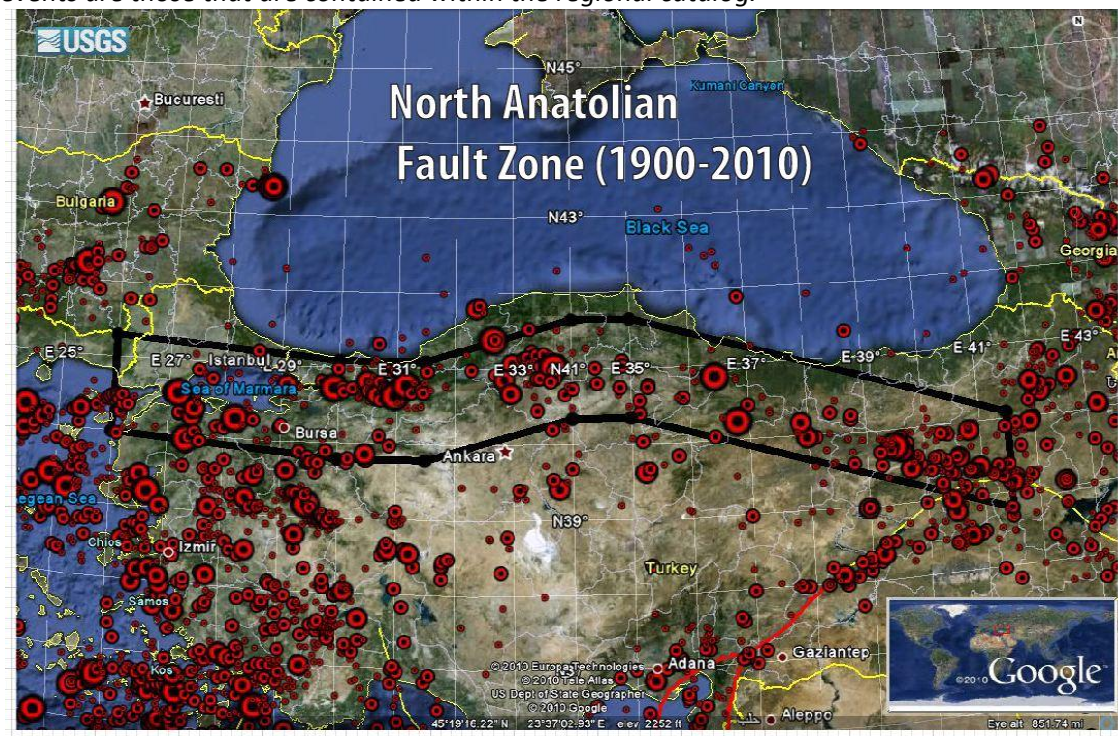 events are those that are contained within the regional catalog.
USGS
N
N45°
Kumani Canyon
North Anatolian
Bucuresti
Fault Zone (1900-2010)
Bulgaria
N43°
Black Sea
Georgia
E 25°
E 27°
Istanbul
E 29°
E 31°
E 33°
N41°
E 35°
E 37°
E 39°
E 41°
E 43°
Sea of Marmara
Bursa
Ankara
egean Sea
N39°
Chios
Izmir
Turkey
Samos
Gaziantep
Kos
Adana
© 2010 Europa Technologies
© 2010 Tele Atlas
US Dept of State Geographer
© 2010 Google
©2010 Google
Aleppo
حلب
45°19'16.22" N 23°37'02.93" E elev 2252 ft
Eye alt 851.74 mi